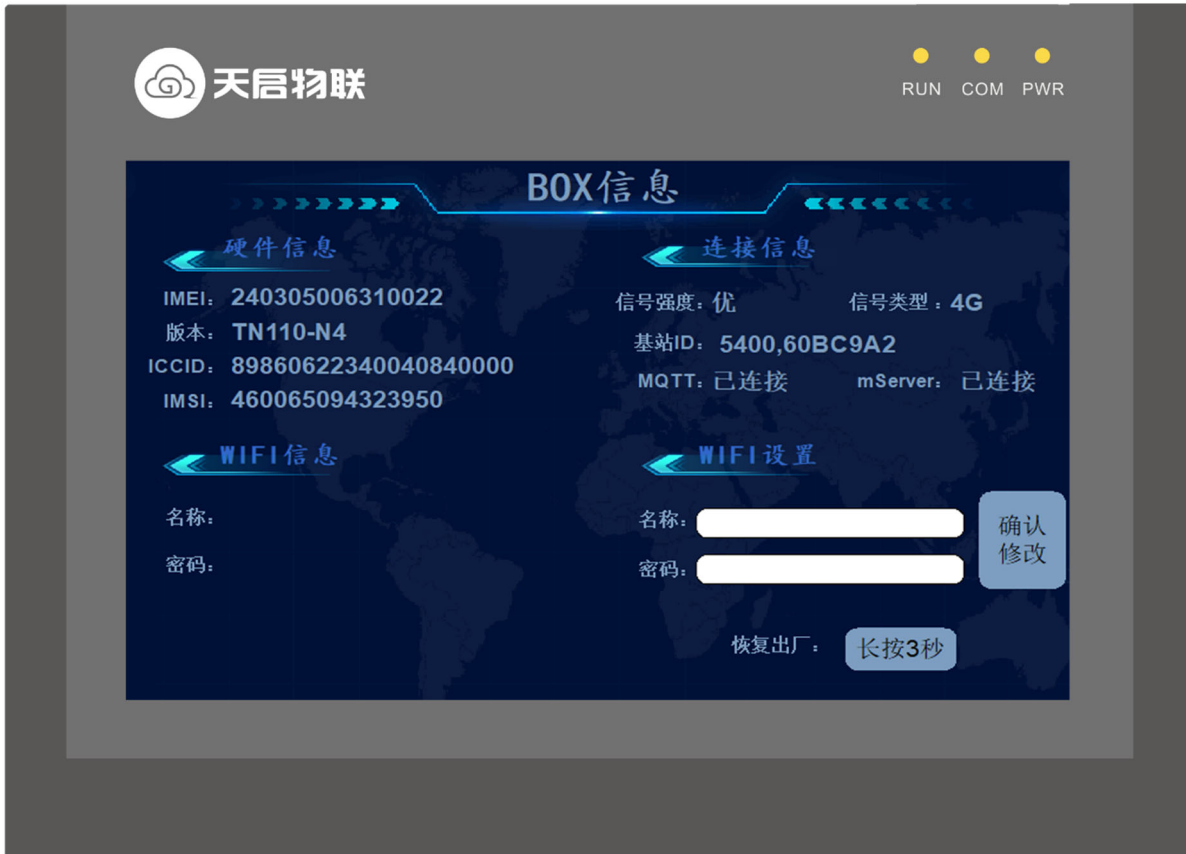 天启物联
RUN COM PWR
BOX信息
硬件信息
IMEI: 240305006310022
版本: TN110-N4
ICCID: 89860622340040840000
IMSI: 460065094323950
连接信息
信号强度: 优 信号类型: 4G
基站ID: 5400,60BC9A2
MQTT: 已连接 mServer: 已连接
WIFI信息
名称:
密码:
WIFI设置
名称:
密码:
确认
修改
恢复出厂: 长按3秒